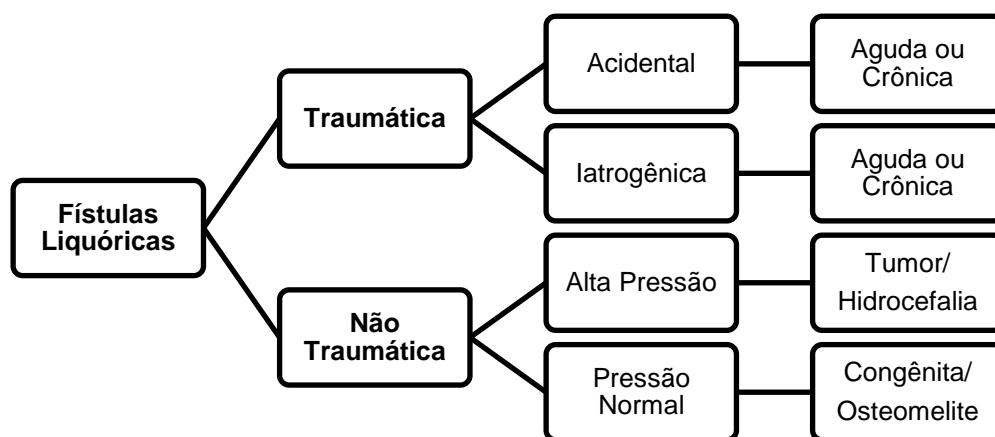 Fístulas
Liquóricas
Traumática
Acidental
Aguda ou
Crônica
Iatrogênica
Aguda ou
Crônica
Não
Traumática
Alta Pressão
Tumor/
Hidrocefalia
Pressão
Normal
Congênita/
Osteomelite